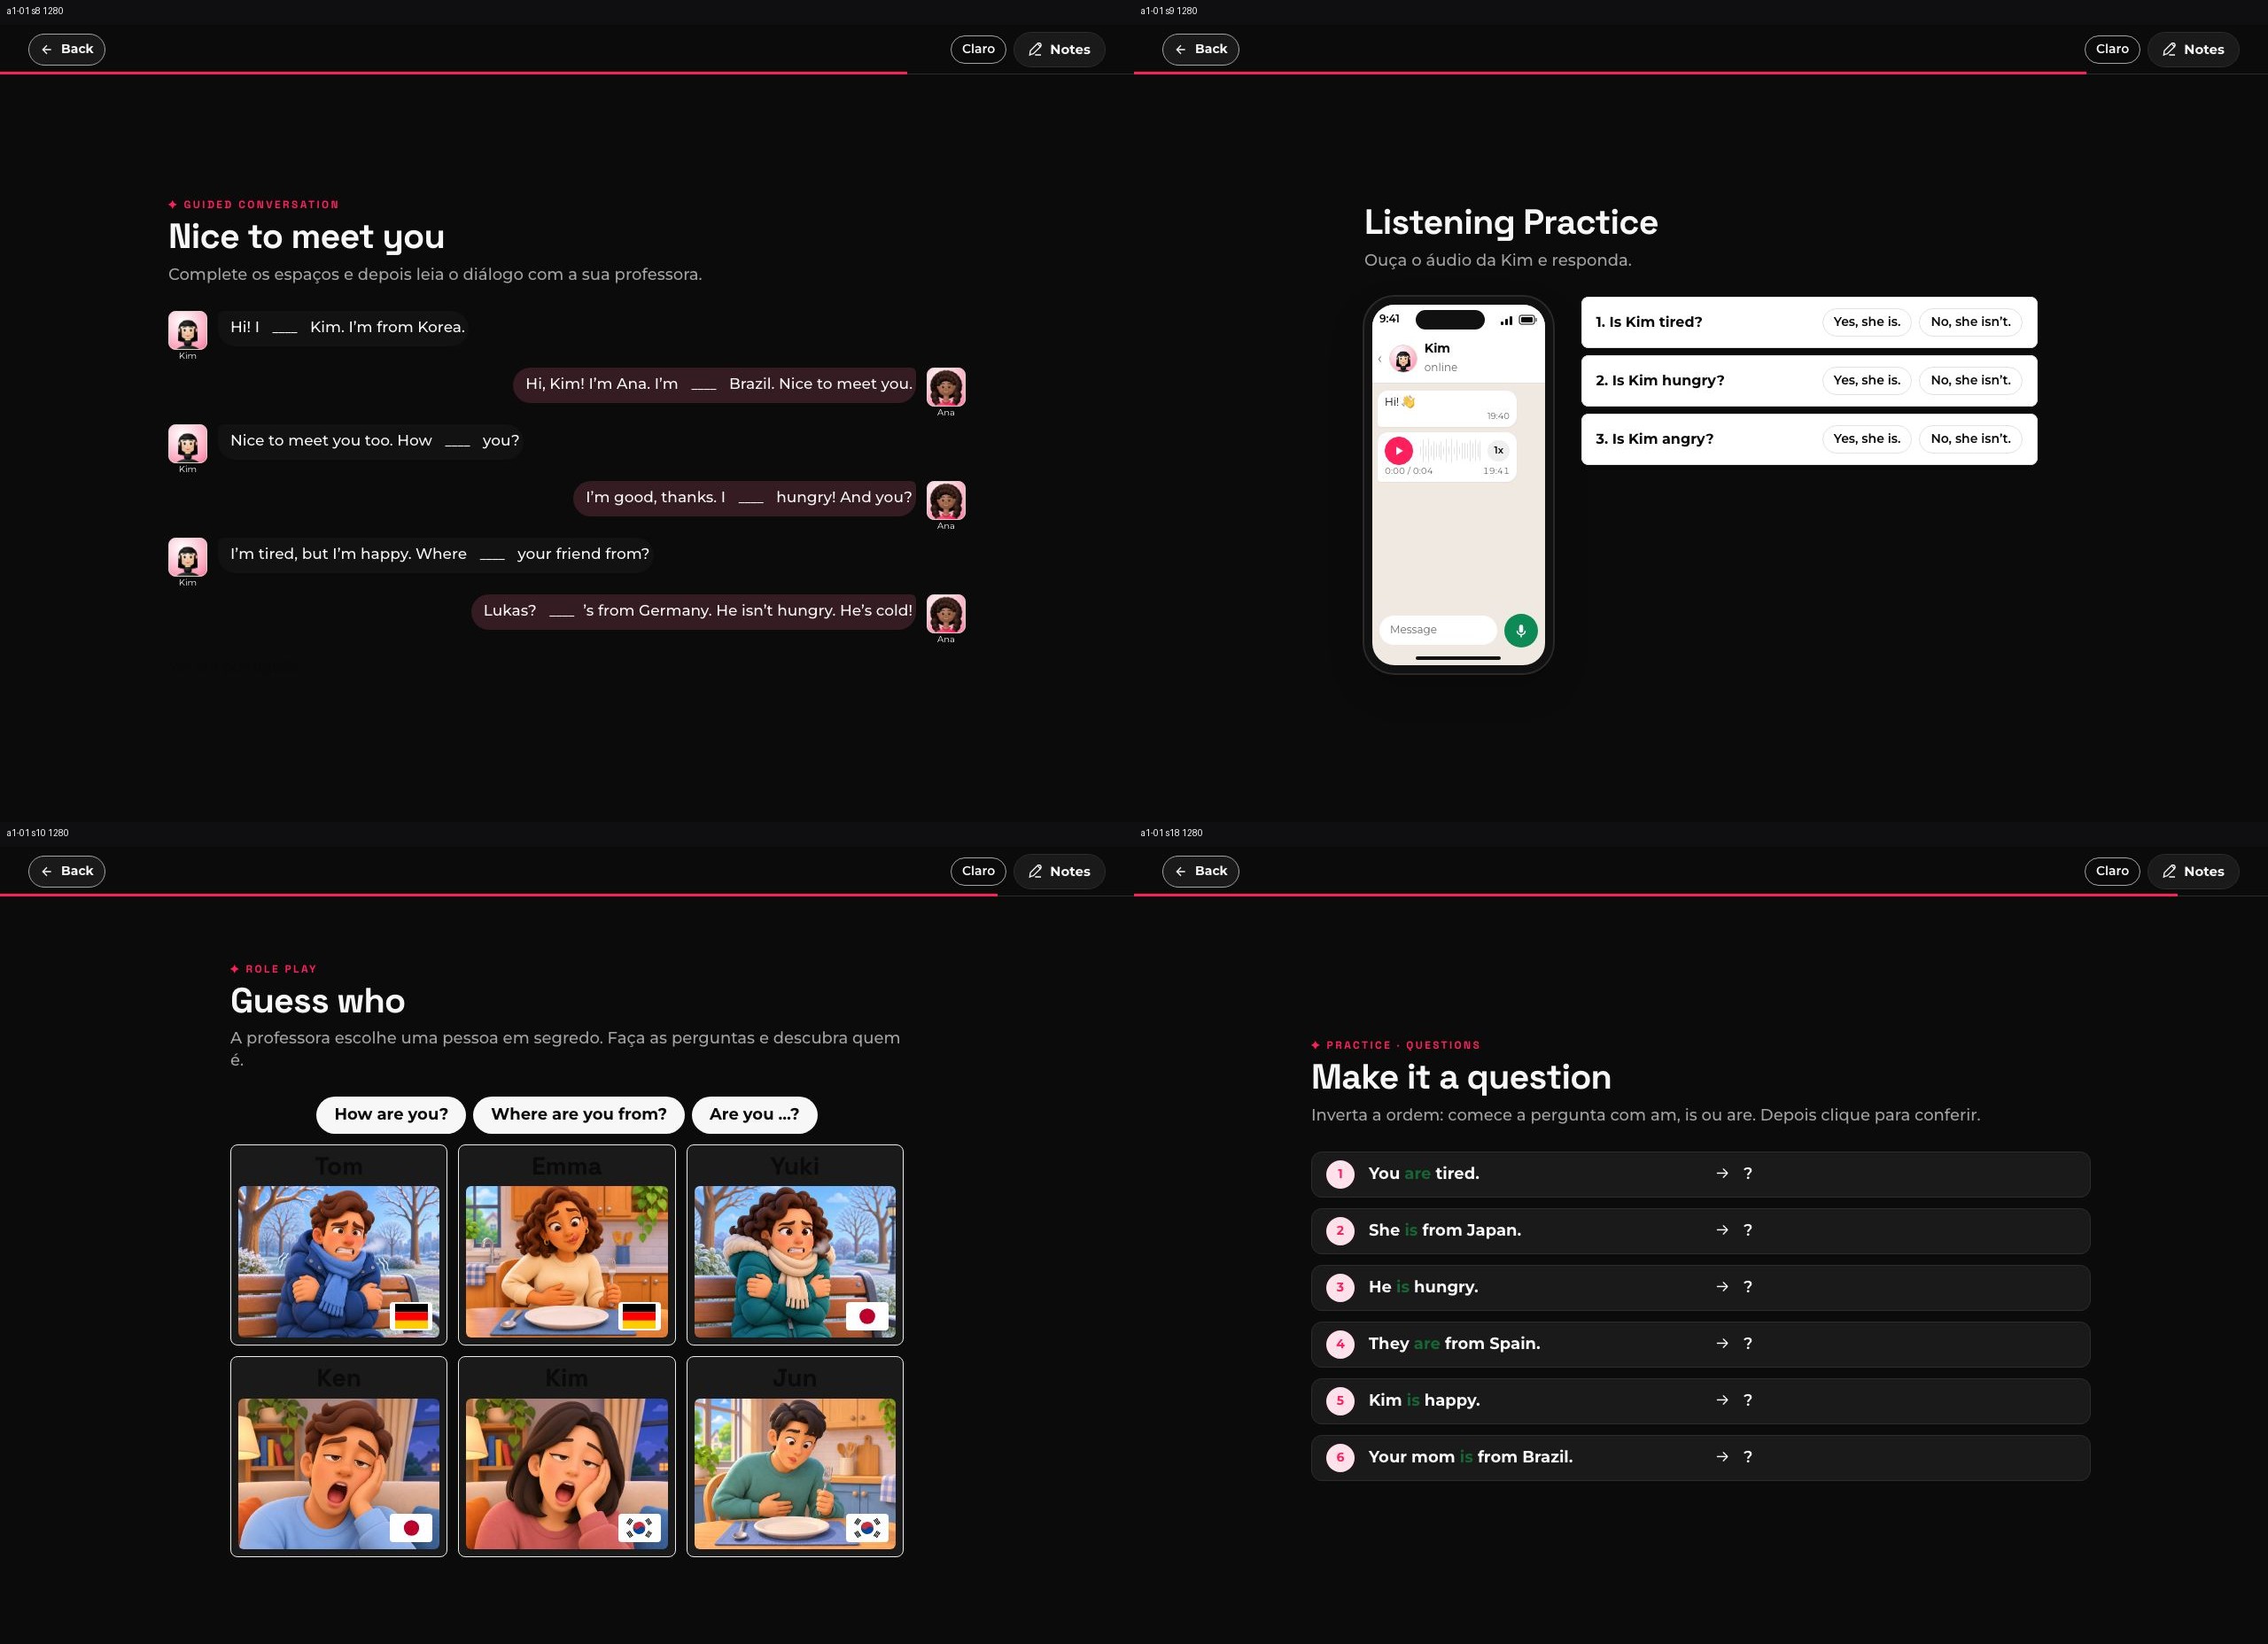 a1-01 s8 1280
← Back
Claro
Notes
✦ GUIDED CONVERSATION
Nice to meet you
Complete os espaços e depois leia o diálogo com a sua professora.
Hi! I ___ Kim. I’m from Korea.
Kim
Hi, Kim! I’m Ana. I’m ___ Brazil. Nice to meet you.
Ana
Nice to meet you too. How ___ you?
Kim
I’m good, thanks. I ___ hungry! And you?
Ana
I’m tired, but I’m happy. Where ___ your friend from?
Kim
Lukas? ___ ’s from Germany. He isn’t hungry. He’s cold!
Ana
a1-01 s9 1280
← Back
Claro
Notes
Listening Practice
Ouça o áudio da Kim e responda.
9:41
Kim
online
Hi! 👋
19:40
1x
0:00 / 0:04
19:41
Message
1. Is Kim tired? Yes, she is. No, she isn’t.
2. Is Kim hungry? Yes, she is. No, she isn’t.
3. Is Kim angry? Yes, she is. No, she isn’t.
a1-01 s10 1280
← Back
Claro
Notes
✦ ROLE PLAY
Guess who
A professora escolhe uma pessoa em segredo. Faça as perguntas e descubra quem
é.
How are you? Where are you from? Are you ...?
Tom
Emma
Yuki
Ken
Kim
Jun
a1-01 s18 1280
← Back
Claro
Notes
✦ PRACTICE · QUESTIONS
Make it a question
Inverta a ordem: comece a pergunta com am, is ou are. Depois clique para conferir.
1 You are tired. → ?
2 She is from Japan. → ?
3 He is hungry. → ?
4 They are from Spain. → ?
5 Kim is happy. → ?
6 Your mom is from Brazil. → ?